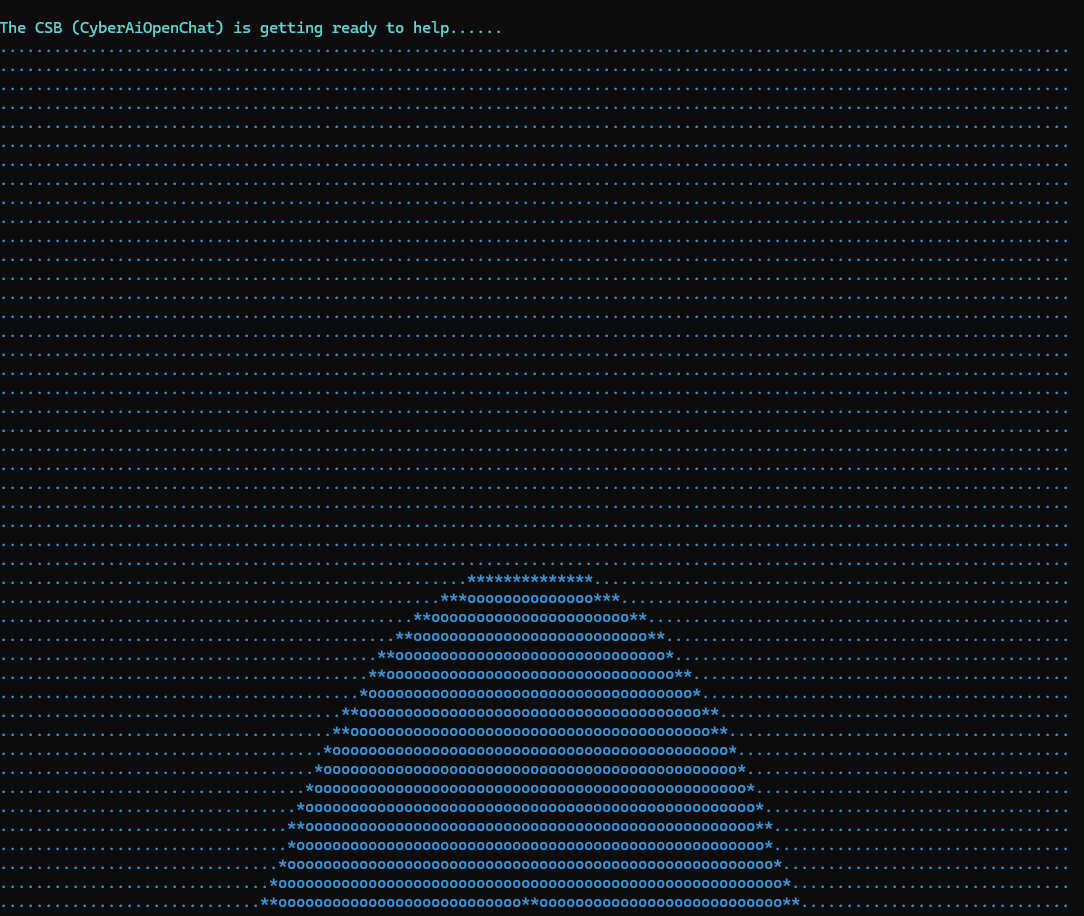 The CSB (CyberAiOpenChat) is getting ready to help......